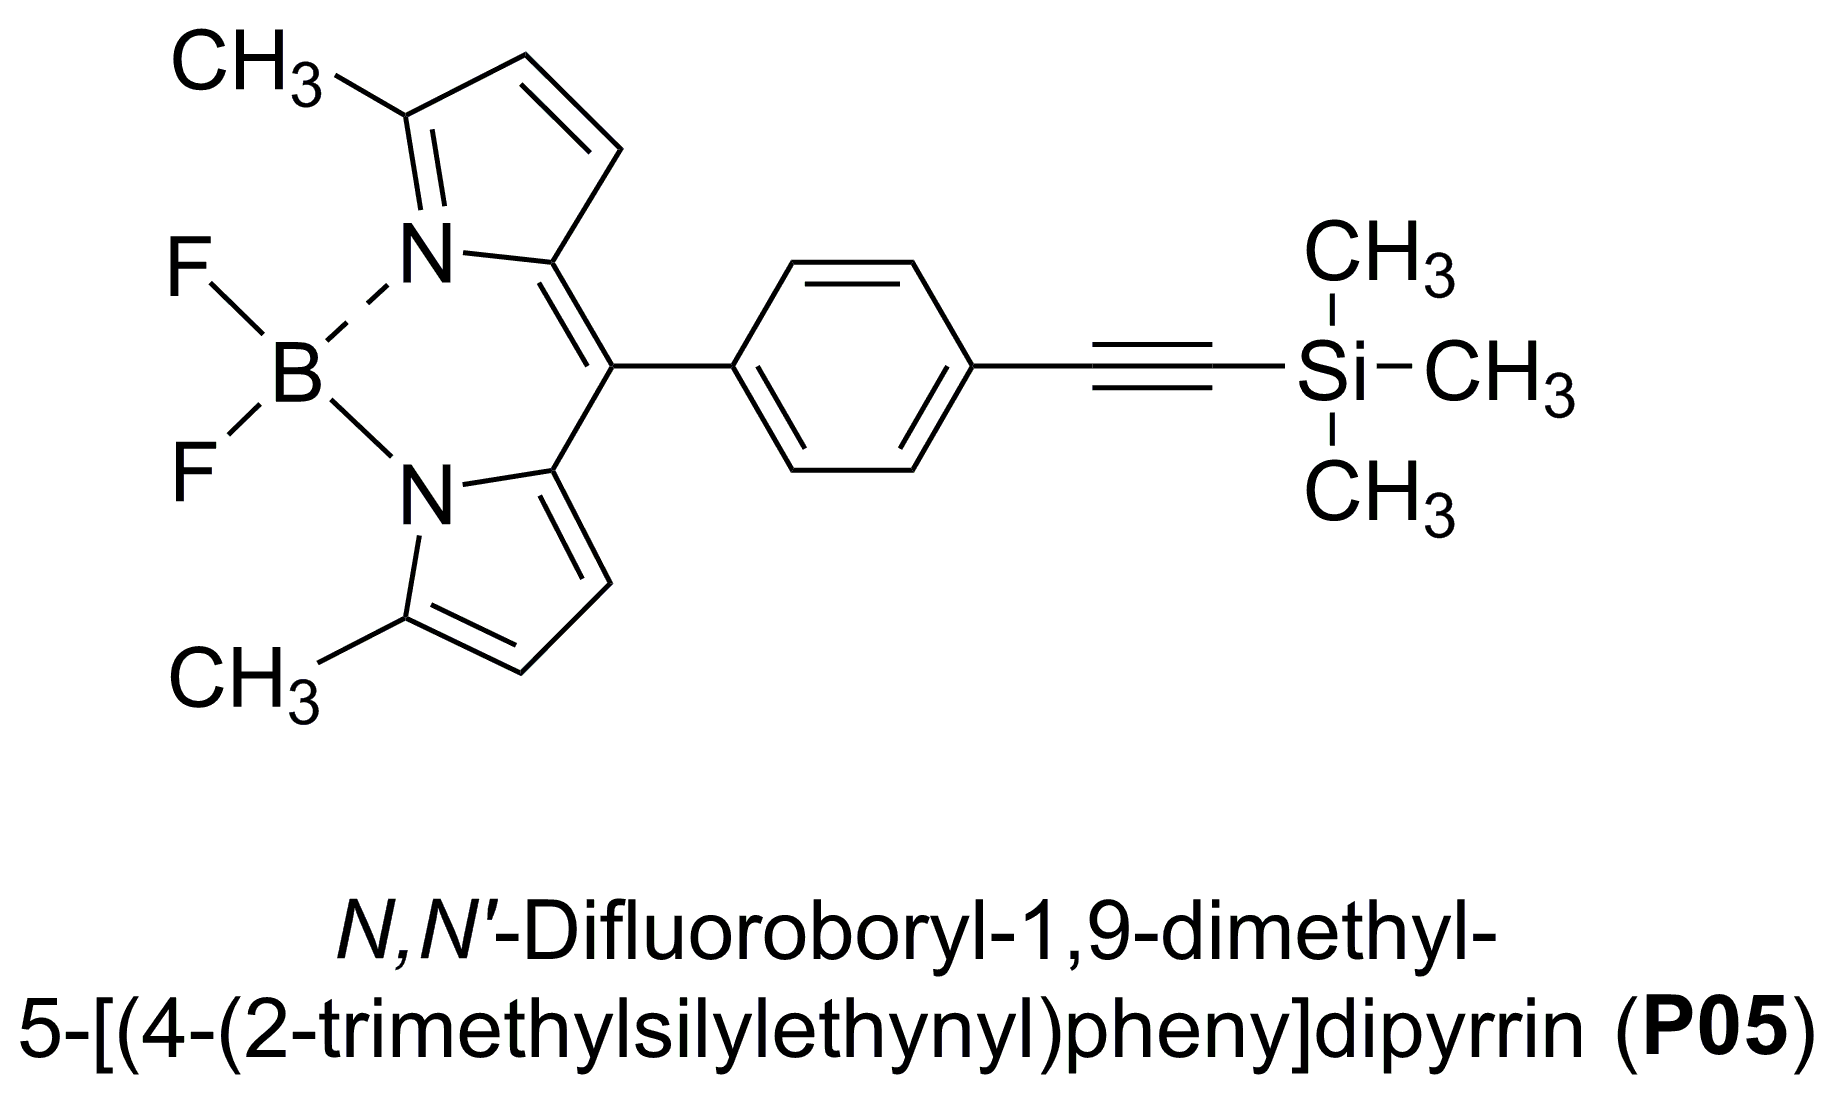 CH3
N
F
B
F
N
CH3
CH3
Si
CH3
CH3
N,N'-Difluoroboryl-1,9-dimethyl-
5-[(4-(2-trimethylsilylethynyl)pheny]dipyrrin (P05)